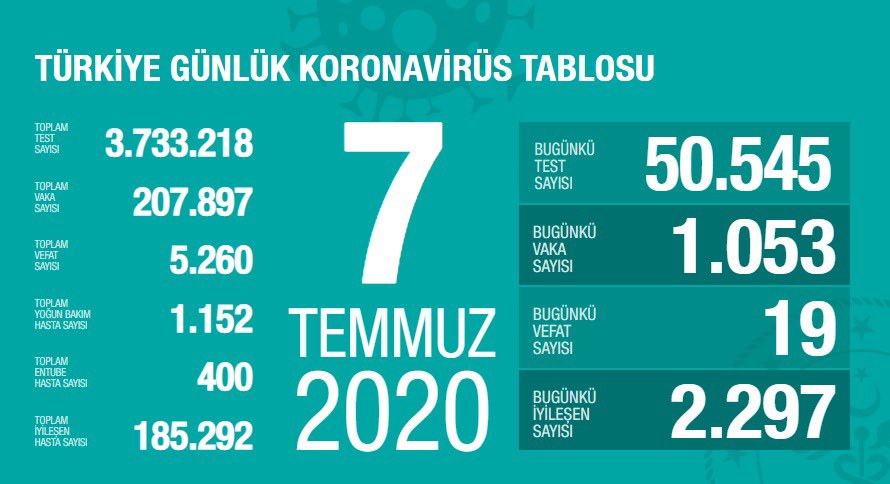 TÜRKİYE GÜNLÜK KORONAVİRÜS TABLOSU
TOPLAM
TEST
SAYISI
3.733.218
TOPLAM
VAKA
SAYISI
207.897
TOPLAM
VEFAT
SAYISI
5.260
TOPLAM
YOĞUN BAKIM
HASTA SAYISI
1.152
TOPLAM
ENTUBE
HASTA SAYISI
400
TOPLAM
İYİLEŞEN
HASTA SAYISI
185.292
7
TEMMUZ
2020
BUGÜNKÜ
TEST
SAYISI
50.545
BUGÜNKÜ
VAKA
SAYISI
1.053
BUGÜNKÜ
VEFAT
SAYISI
19
BUGÜNKÜ
İYİLEŞEN
SAYISI
2.297